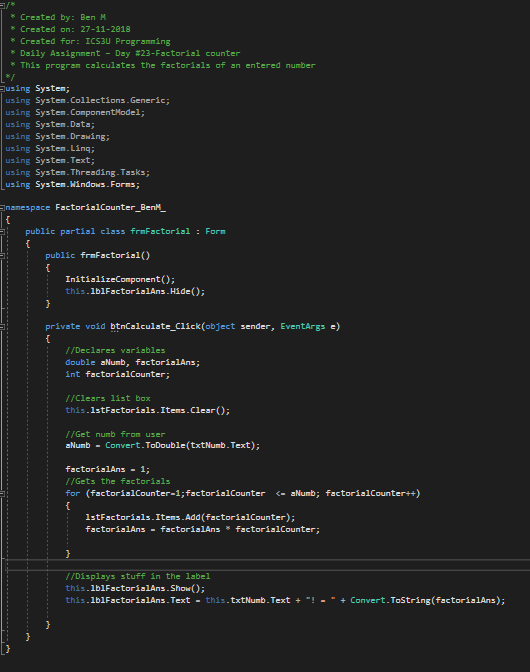 /*
 * Created by: Ben M
 * Created on: 27-11-2018
 * Created for: ICS3U Programming
 * Daily Assignment – Day #23-Factorial counter
 * This program calculates the factorials of an entered number
*/
using System;
using System.Collections.Generic;
using System.ComponentModel;
using System.Data;
using System.Drawing;
using System.Linq;
using System.Text;
using System.Threading.Tasks;
using System.Windows.Forms;
namespace FactorialCounter_BenM_
{
public partial class frmFactorial : Form
{
public frmFactorial()
{
InitializeComponent();
this.lblFactorialAns.Hide();
}
private void btnCalculate_Click(object sender, EventArgs e)
{
//Declares variables
double aNumb, factorialAns;
int factorialCounter;
//Clears list box
this.lstFactorials.Items.Clear();
//Get numb from user
aNumb = Convert.ToDouble(txtNumb.Text);
factorialAns = 1;
//Gets the factorials
for (factorialCounter=1;factorialCounter  <= aNumb; factorialCounter++)
{
lstFactorials.Items.Add(factorialCounter);
factorialAns = factorialAns * factorialCounter;
}
//Displays stuff in the label
this.lblFactorialAns.Show();
this.lblFactorialAns.Text = this.txtNumb.Text + "! = " + Convert.ToString(factorialAns);
}
}
}